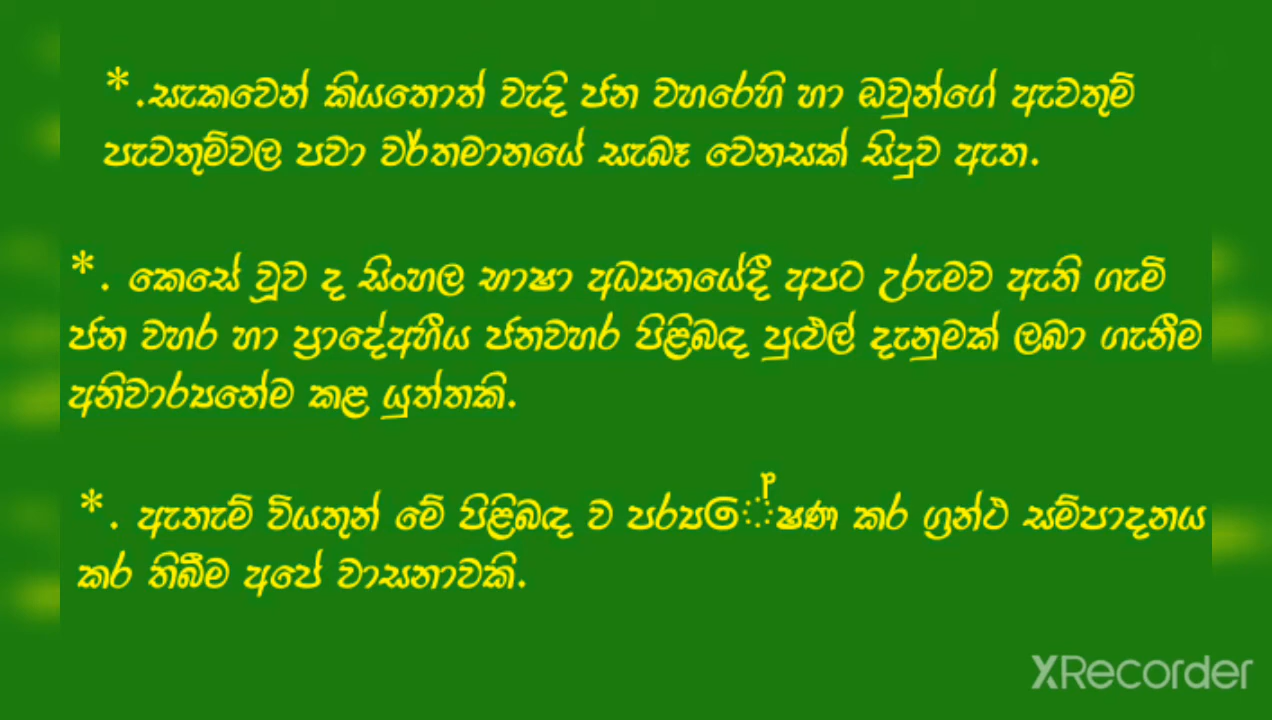 *.සැකවෙන් කියතොත් වැදි ජන වහරෙහි හා ඔවුන්ගේ ඇවතුම්
පැවතුම්වල පවා වර්තමානයේ සැබෑ වෙනසක් සිදුව ඇත.
*. කෙසේ වූව ද සිංහල භාෂා අධ්‍යනයේදී අපට උරුමව ඇති ගැමි
ජන වහර හා ප්‍රාදේශීය ජනවහර පිළිබඳ පුළුල් දැනුමක් ලබා ගැනීම
අනිවාර්‍යනේම කළ යුත්තකි.
*. ඇතැම් වියතුන් මේ පිළිබඳ ව පර්‍යේෂණ කර ග්‍රන්ථ සම්පාදනය
කර තිබීම අපේ වාසනාවකි.
XRecorder